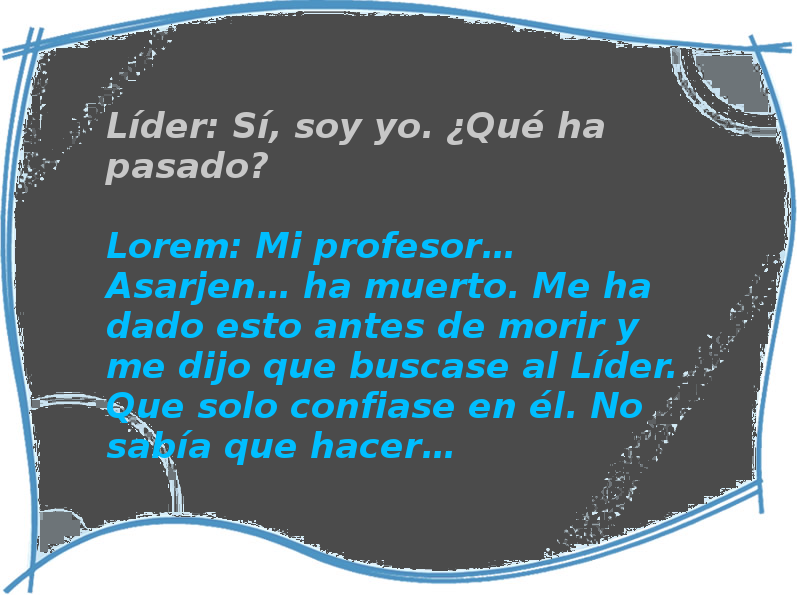 Líder: Sí, soy yo. ¿Qué ha
pasado?
Lorem: Mi profesor…
Asarjen… ha muerto. Me ha
dado esto antes de morir y
me dijo que buscase al Líder.
Que solo confiase en él. No
sabía que hacer…